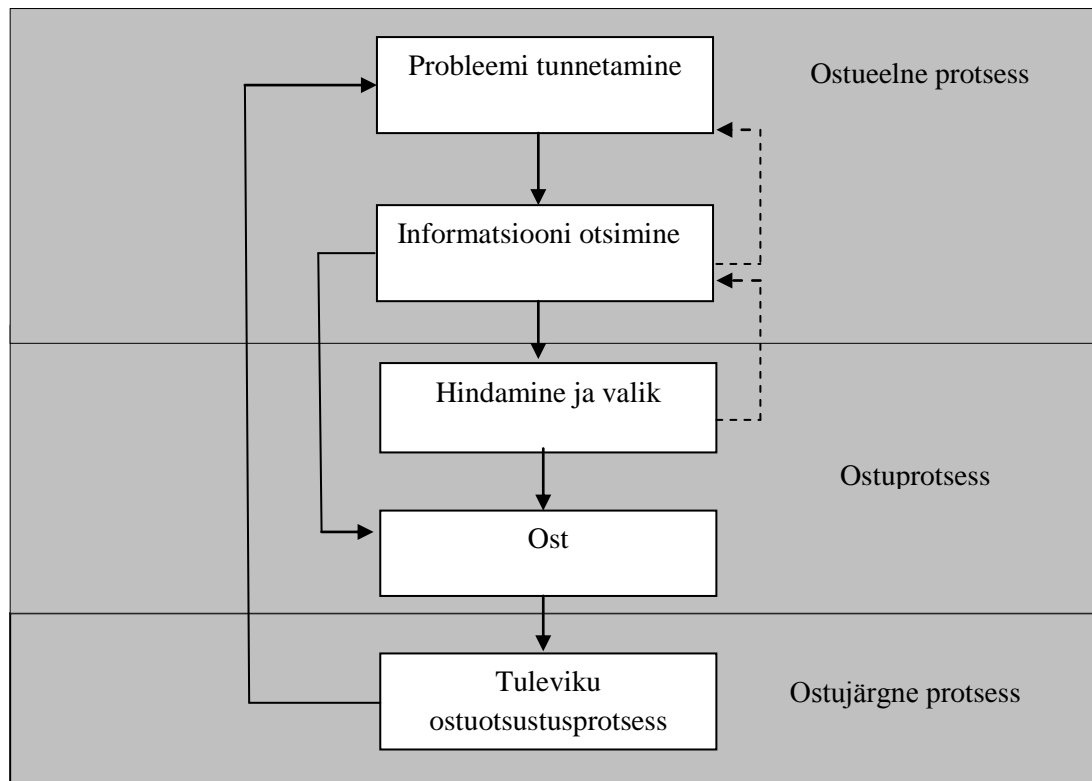 Probleemi tunnetamine
Ostueelne protsess
Informatsiooni otsimine
Hindamine ja valik
Ostuprotsess
Ost
Tuleviku
ostuotsustusprotsess
Ostujärgne protsess